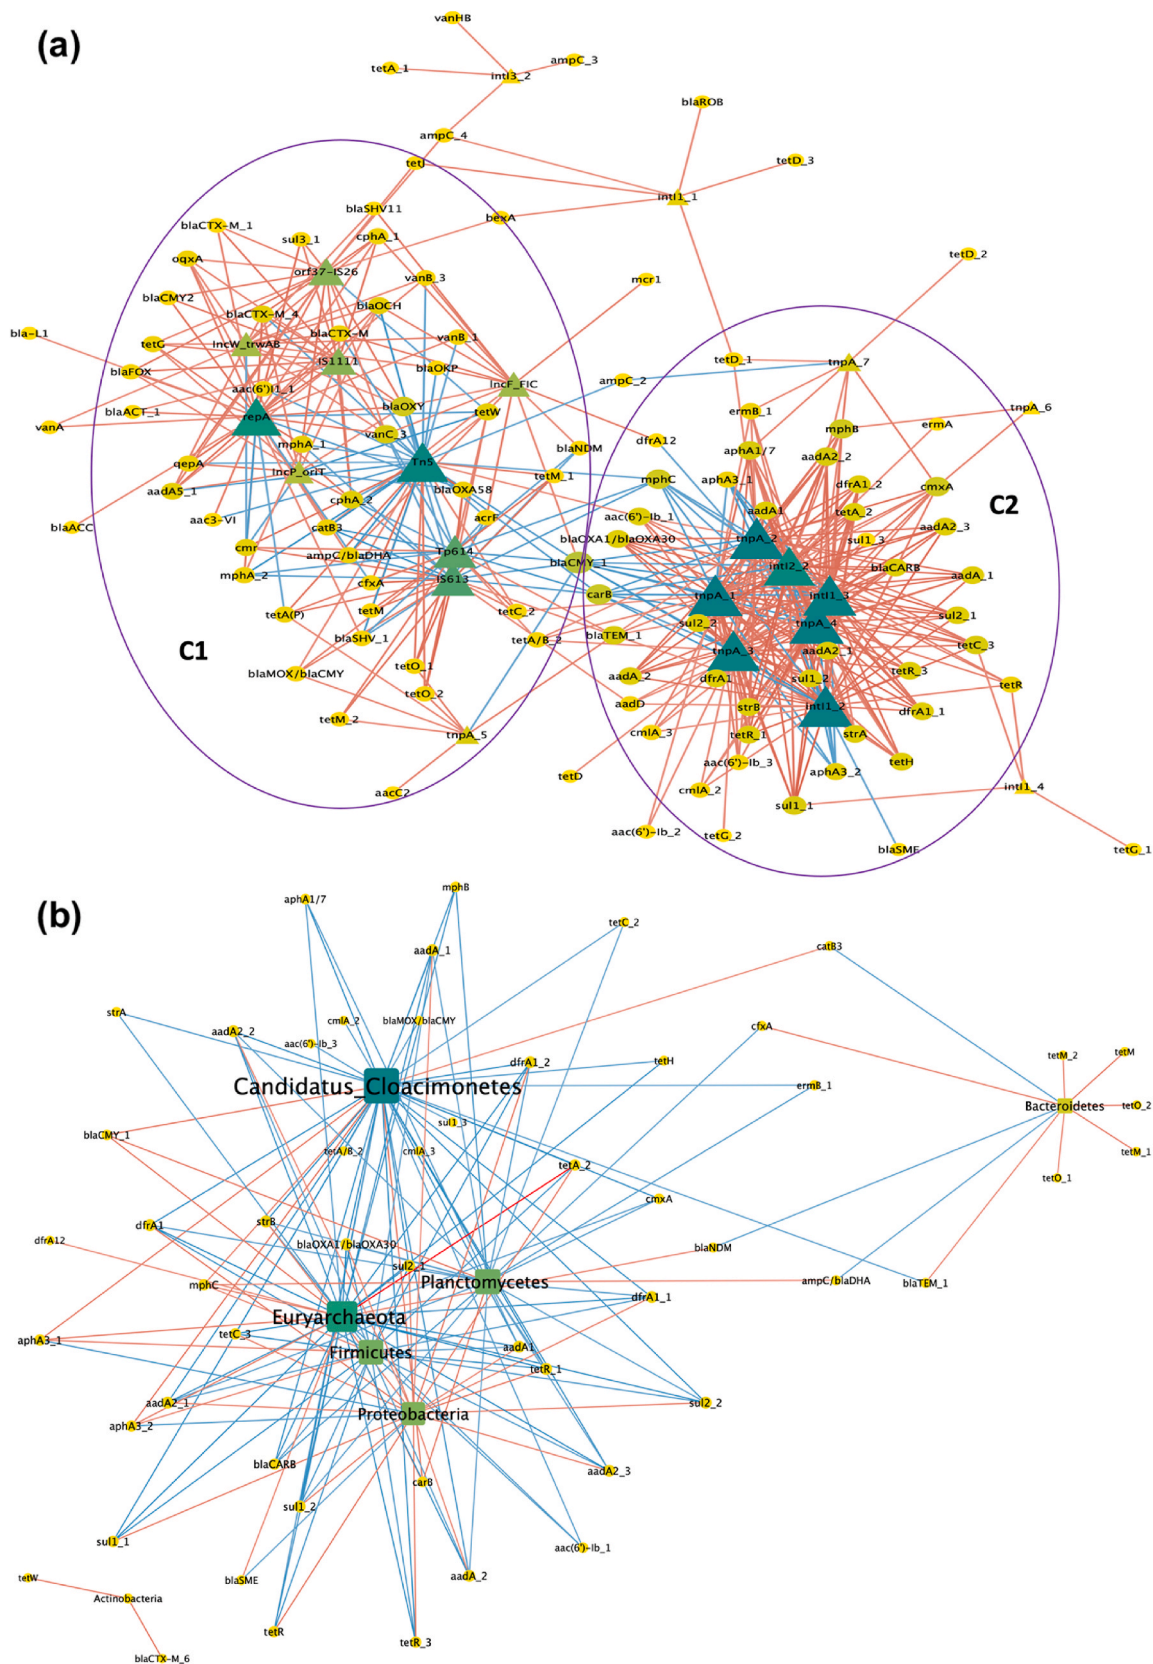 (a)
vanHB
ampC_3
tetA_1
intI3_2
blaROB
ampC_4
tetJ
tetD_3
intI1_1
blaSHV11
bexA
blaCTX-M_1
sul3_1
cphA_1
tetD_2
oqxA
orf37-IS26
vanB_3
mcr1
blaCMY2
blaOCH
blaCTX-M_4
bla-L1
blaCTX-M
vanB_1
tetG
IncW_trwAB
IS1111
tetD_1
tnpA_7
blaFOX
blaOKP
ampC_2
IncF_FIC
aac(6')I1_1
blaACT_1
blaOXY
tetW
ermB_1
tnpA_6
repA
vanA
vanC_3
mphB
ermA
mphA_1
dfrA12
blaNDM
aphA1/7
aadA2_2
qepA
Tn5
IncP_oriT
tetM_1
mphC
aphA3_1
dfrA1_2
cmxA
aadA5_1
blaOXA58
cphA_2
C2
aadA1
tetA_2
aac3-VI
acrF
aac(6')-Ib_1
blaACC
catB3
aadA2_3
blaOXA1/blaOXA30
tnpA_2
sul1_3
cmr
ampC/blaDHA
Tp614
blaCMY_1
intI2_2
blaCARB
aadA_1
mphA_2
cfxA
IS613
carB
tnpA_1
intI1_3
tetA(P)
tetM
tetC_2
sul2_2
tnpA_4
sul2_1
blaSHV_1
tetA/B_2
blaTEM_1
C1
tnpA_3
aadA2_1
tetC_3
blaMOX/blaCMY
tetO_1
aadA_2
dfrA1
sul1_2
tetR_3
tetR
tetO_2
aadD
strB
intI1_2
dfrA1_1
tetM_2
tnpA_5
cmlA_3
tetR_1
strA
tetD
aac(6')-Ib_3
aphA3_2
tetH
aacC2
cmlA_2
sul1_1
intI1_4
aac(6')-Ib_2
tetG_2
blaSME
tetG_1
(b)
aphA1/7
mphB
tetC_2
aadA_1
catB3
strA
aadA2_2
cmlA_2
blaMOX/blaCMY
cfxA
aac(6')-Ib_3
dfrA1_2
tetH
tetM_2
tetM
Candidatus_Cloacimonetes
ermB_1
Bacteroidetes
tetO_2
blaCMY_1
sul1_3
tetA/B_2
cmlA_3
tetM_1
tetA_2
tetO_1
cmxA
dfrA1
strB
dfrA12
blaOXA1/blaOXA30
blaNDM
sul2_1
mphC
Planctomycetes
ampC/blaDHA
blaTEM_1
dfrA1_1
Euryarchaeota
aphA3_1
tetC_3
Firmicutes
aadA1
tetR_1
aadA2_1
sul2_2
Proteobacteria
aphA3_2
blaCARB
aadA2_3
carB
sul1_2
sul1_1
aac(6')-Ib_1
tetW
blaSME
aadA_2
Actinobacteria
tetR
tetR_3
blaCTX-M_6